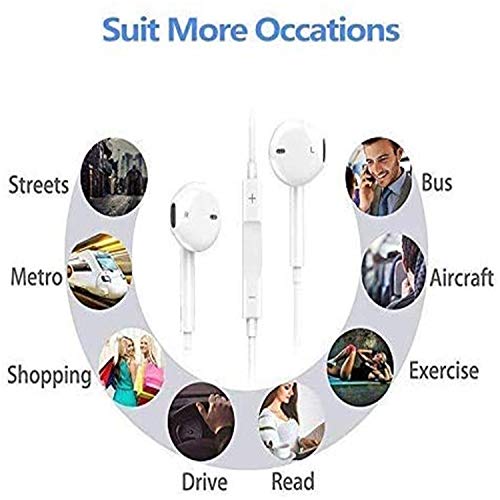 Suit More Occations
Streets
Bus
Metro
Aircraft
Shopping
Exercise
Drive
Read
L
R
+